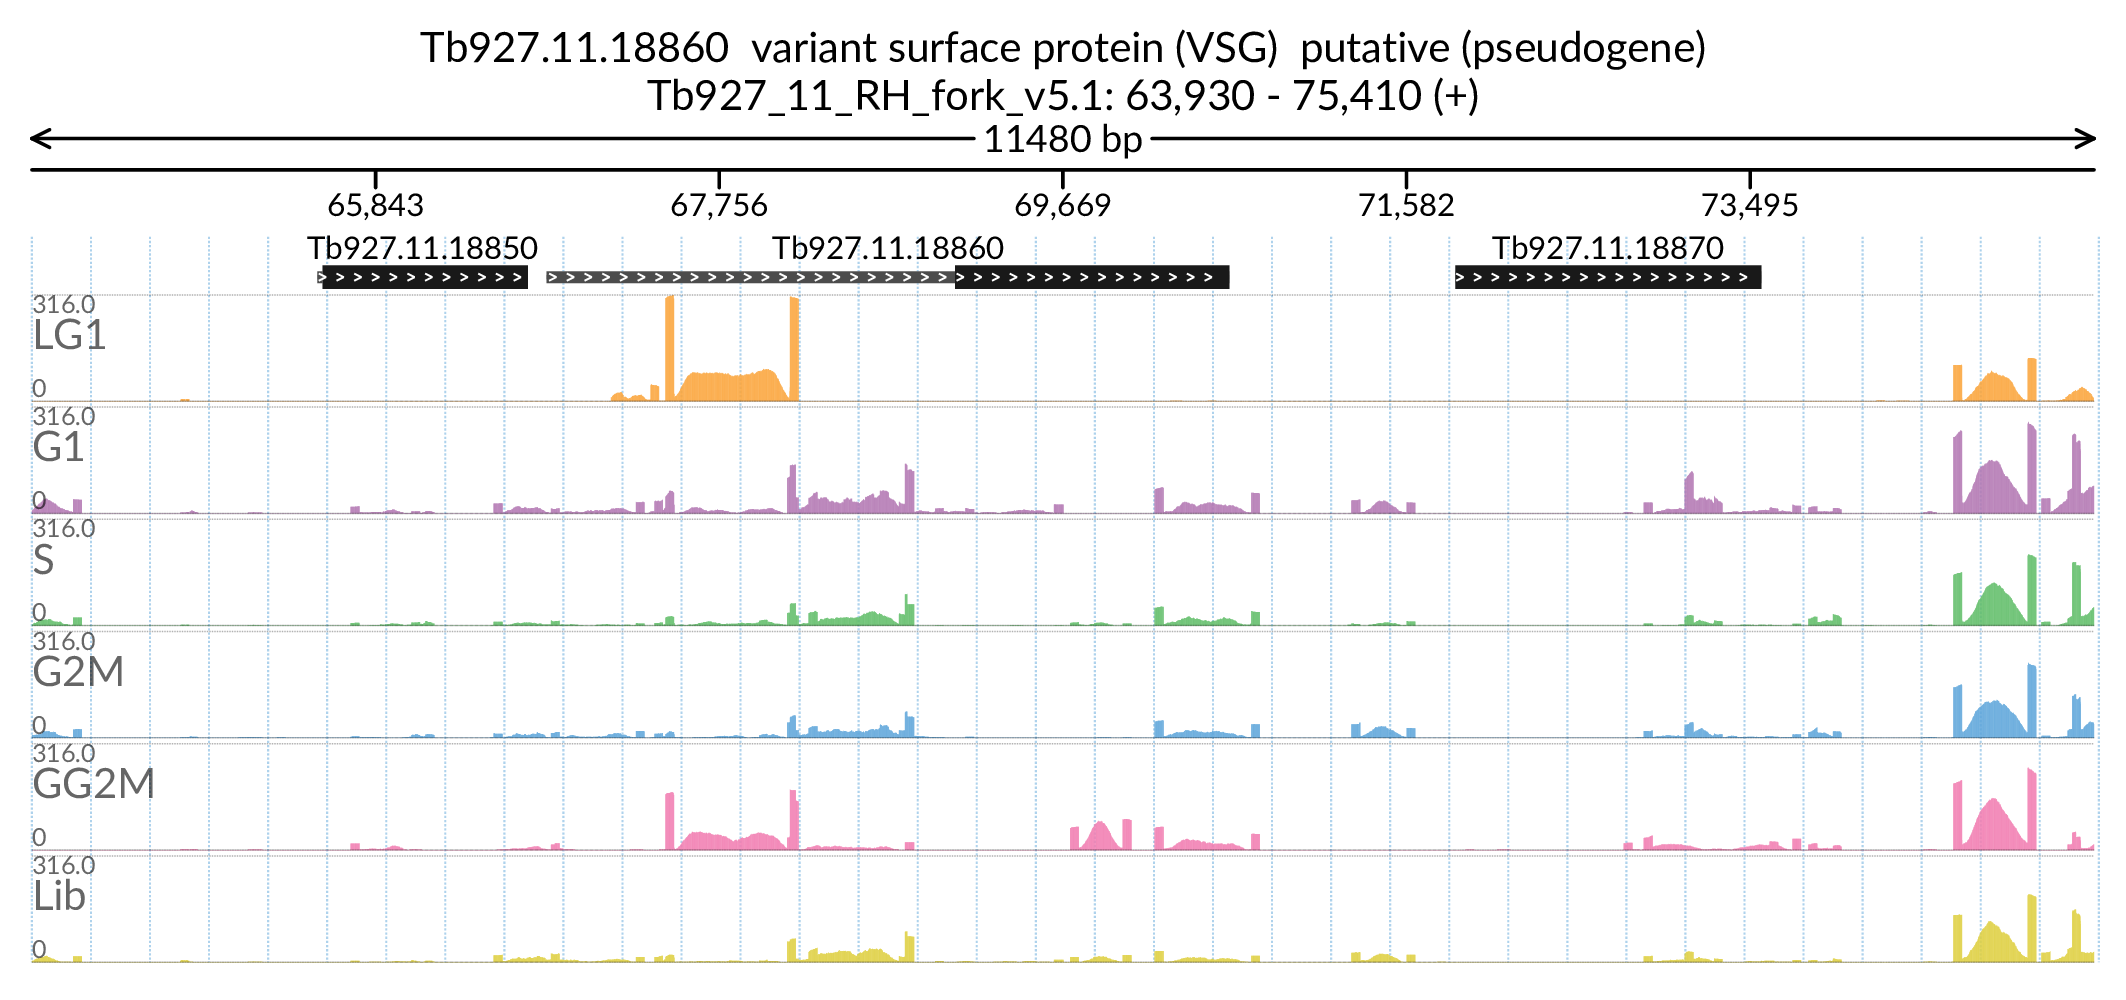 Tb927.11.18860  variant surface protein (VSG)  putative (pseudogene)
Tb927_11_RH_fork_v5.1: 63,930 - 75,410 (+)
11480 bp
65,843 67,756 69,669 71,582 73,495
Tb927.11.18850 Tb927.11.18860 Tb927.11.18870
316.0
LG1
0
316.0
G1
0
316.0
S
0
316.0
G2M
0
316.0
GG2M
0
316.0
Lib
0